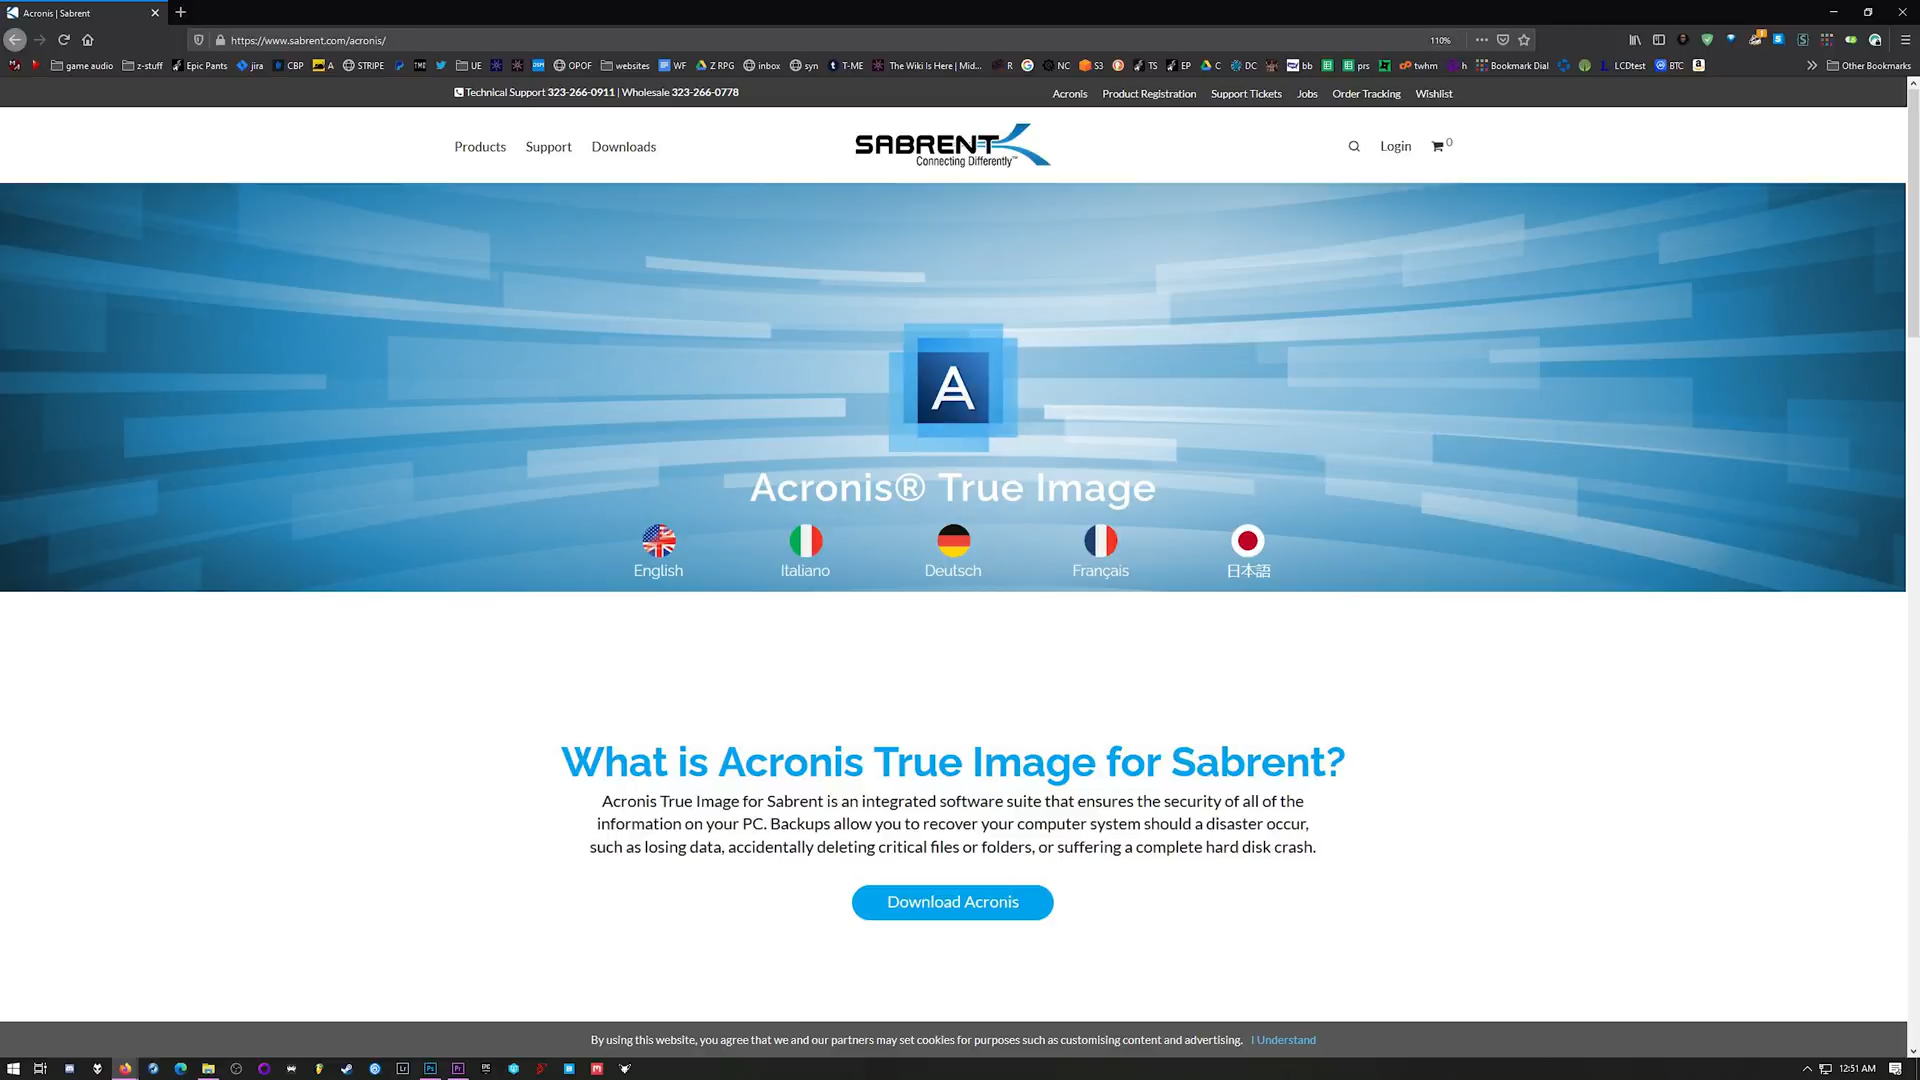 Acronis | Sabrent
https://www.sabrent.com/acronis/
110%
game audio
z-stuff
Epic Pants
jira
CBP
A
STRIPE
UE
OPOF
websites
WF
Z RPG
inbox
syn
T-ME
The Wiki Is Here | Mid...
R
NC
S3
TS
EP
C
DC
bb
prs
twhm
h
Bookmark Dial
LCDtest
BTC
Other Bookmarks
Technical Support 323-266-0911 | Wholesale 323-266-0778
Acronis
Product Registration
Support Tickets
Jobs
Order Tracking
Wishlist
Products
Support
Downloads
SABRENT
Connecting Differently™
Login
0
A
Acronis® True Image
English
Italiano
Deutsch
Français
日本語
What is Acronis True Image for Sabrent?
Acronis True Image for Sabrent is an integrated software suite that ensures the security of all of the
information on your PC. Backups allow you to recover your computer system should a disaster occur,
such as losing data, accidentally deleting critical files or folders, or suffering a complete hard disk crash.
Download Acronis
By using this website, you agree that we and our partners may set cookies for purposes such as customising content and advertising. I Understand
Lr
Ps
Pr
12:51 AM